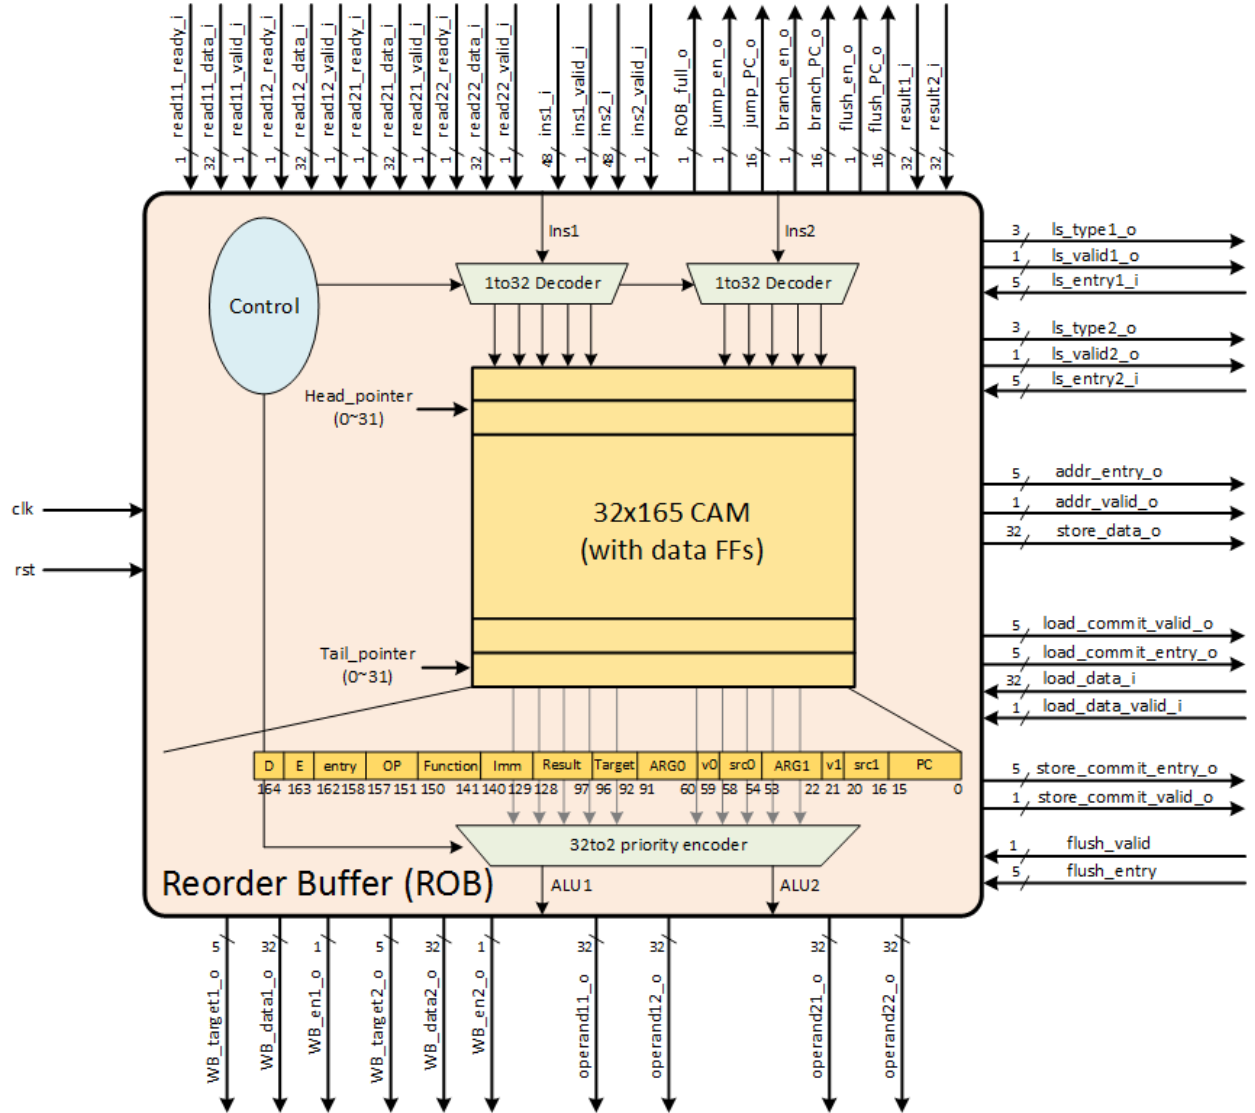 read11_ready_i
read11_data_i
read11_valid_i
read12_ready_i
read12_data_i
read12_valid_i
read21_ready_i
read21_data_i
read21_valid_i
read22_ready_i
read22_data_i
read22_valid_i
ins1_i
ins1_valid_i
ins2_i
ins2_valid_i
ROB_full_o
jump_en_o
jump_PC_o
branch_en_o
branch_PC_o
flush_en_o
flush_PC_o
result1_i
result2_i
1
32
1
1
32
1
1
32
1
1
32
1
1
1
1
1
16
1
16
1
16
32
32
Ins1
Ins2
1to32 Decoder
1to32 Decoder
Control
Head_pointer
(0~31)
32x165 CAM
(with data FFs)
Tail_pointer
(0~31)
clk
rst
D E entry OP Function Imm Result Target ARG0 v0 src0 ARG1 v1 src1 PC
164 163 162 158 157 151 150 141 140 129 128 97 96 92 91 60 59 58 54 53 22 21 20 16 15 0
32to2 priority encoder
ALU1
ALU2
Reorder Buffer (ROB)
3 ls_type1_o
1 ls_valid1_o
5 ls_entry1_i
3 ls_type2_o
1 ls_valid2_o
5 ls_entry2_i
5 addr_entry_o
1 addr_valid_o
32 store_data_o
5 load_commit_valid_o
5 load_commit_entry_o
32 load_data_i
1 load_data_valid_i
5 store_commit_entry_o
1 store_commit_valid_o
1 flush_valid
5 flush_entry
5
32
1
5
32
1
32
32
32
32
WB_target1_o
WB_data1_o
WB_en1_o
WB_target2_o
WB_data2_o
WB_en2_o
operand11_o
operand12_o
operand21_o
operand22_o